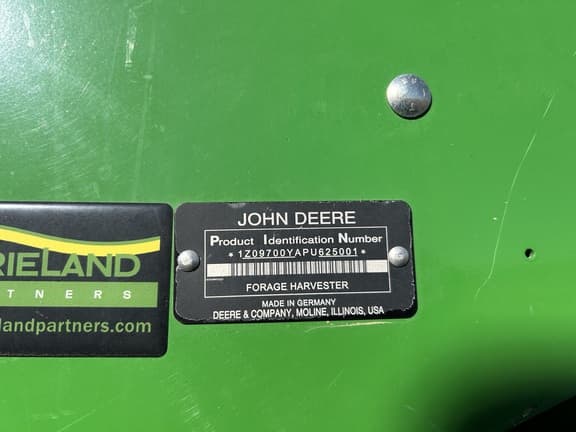 JOHN DEERE
Product Identification Number
*1Z09700YAPU625001*
FORAGE HARVESTER
MADE IN GERMANY
DEERE & COMPANY, MOLINE, ILLINOIS, USA
RIELAND
TNERS
landpartners.com